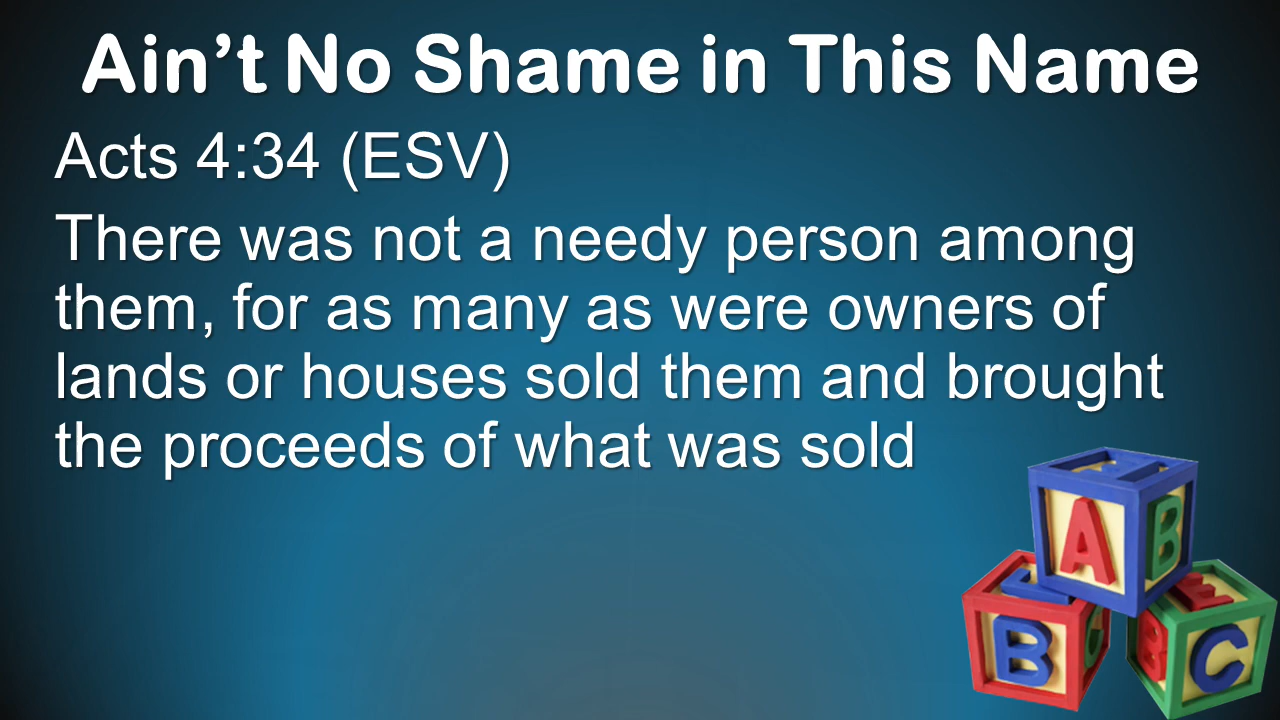 Ain’t No Shame in This Name
Acts 4:34 (ESV)
There was not a needy person among
them, for as many as were owners of
lands or houses sold them and brought
the proceeds of what was sold
A B
B
C